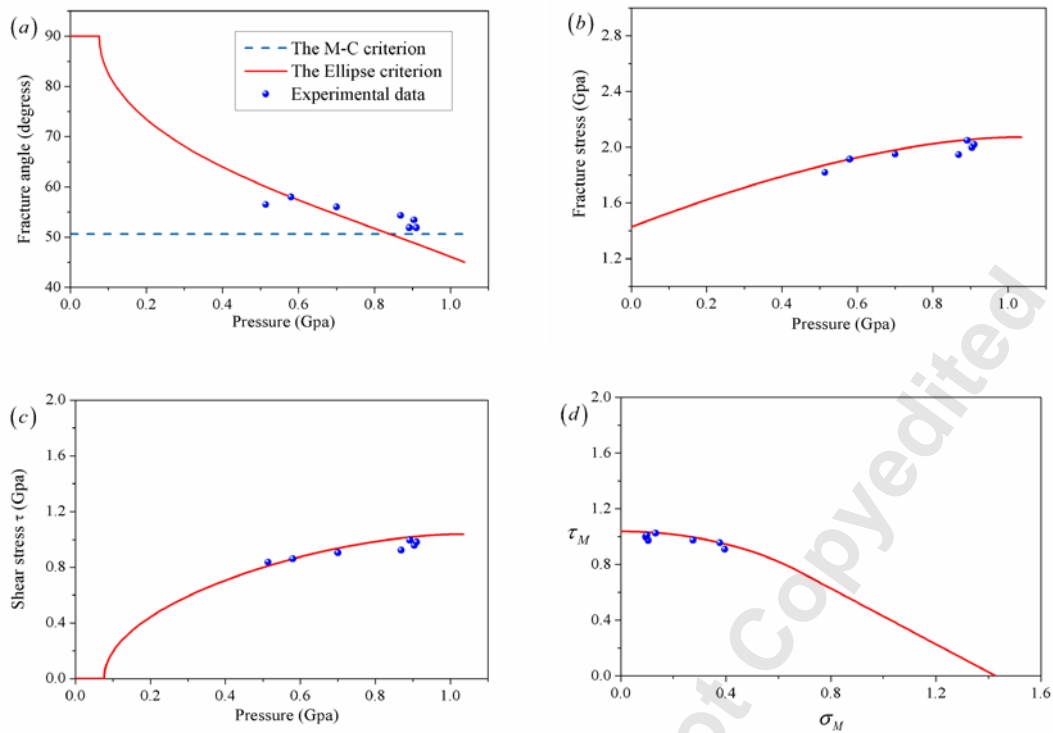 (a)
90
80
70
60
50
40
Fracture angle (degress)
The M-C criterion
The Ellipse criterion
Experimental data
0.0 0.2 0.4 0.6 0.8 1.0
Pressure (Gpa)
(b)
2.8
2.4
2.0
1.6
1.2
Fracture stress (Gpa)
0.0 0.2 0.4 0.6 0.8 1.0
Pressure (Gpa)
(c)
2.0
1.6
1.2
0.8
0.4
0.0
Shear stress τ (Gpa)
0.0 0.2 0.4 0.6 0.8 1.0
Pressure (Gpa)
(d)
2.0
1.6
1.2
0.8
0.4
0.0
τM
0.0 0.4 0.8 1.2 1.6
σM
ot Copyedited